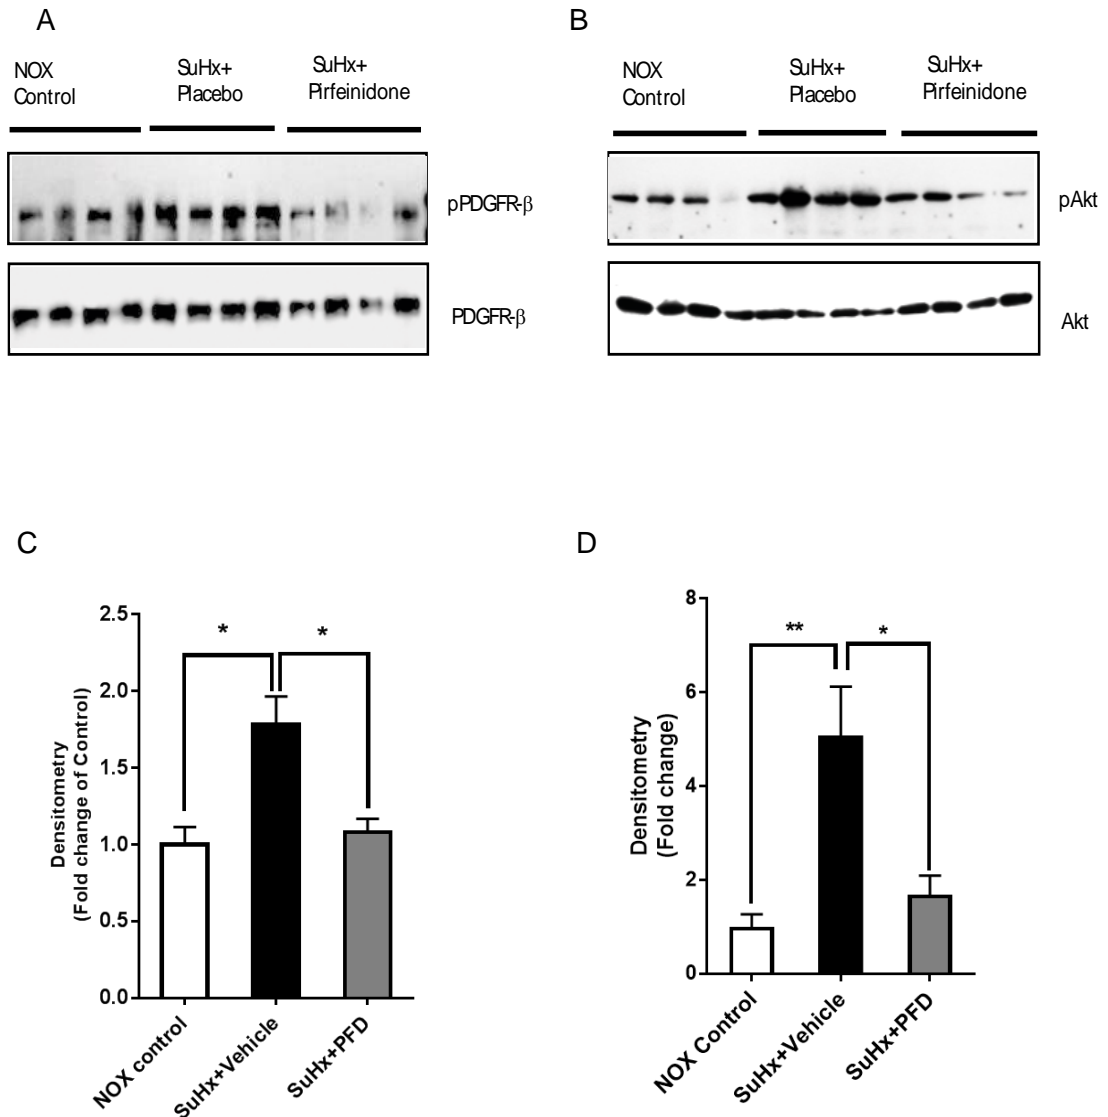 A
NOX
Control
SuHx+
Placebo
SuHx+
Pirfeinidone
pPDGFR-β
PDGFR-β
B
NOX
Control
SuHx+
Placebo
SuHx+
Pirfeinidone
pAkt
Akt
C
Densitometry
(Fold change of Control)
2.5
2.0
1.5
1.0
0.5
0.0
*
*
NOX control
SuHx+Vehicle
SuHx+PFD
D
Densitometry
(Fold change)
8
6
4
2
0
**
*
NOX Control
SuHx+Vehicle
SuHx+PFD